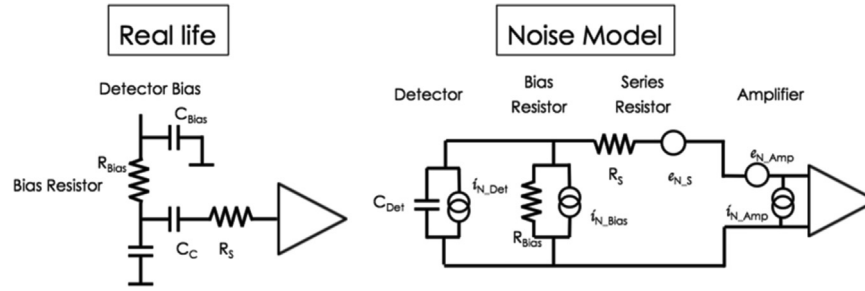 Real life
Noise Model
Detector Bias
C_Bias
R_Bias
Bias Resistor
C_C
R_S
Detector
Bias
Resistor
Series
Resistor
Amplifier
C_Det
i_N_Det
R_Bias
i_N_Bias
R_S
e_N_S
e_N_Amp
i_N_Amp